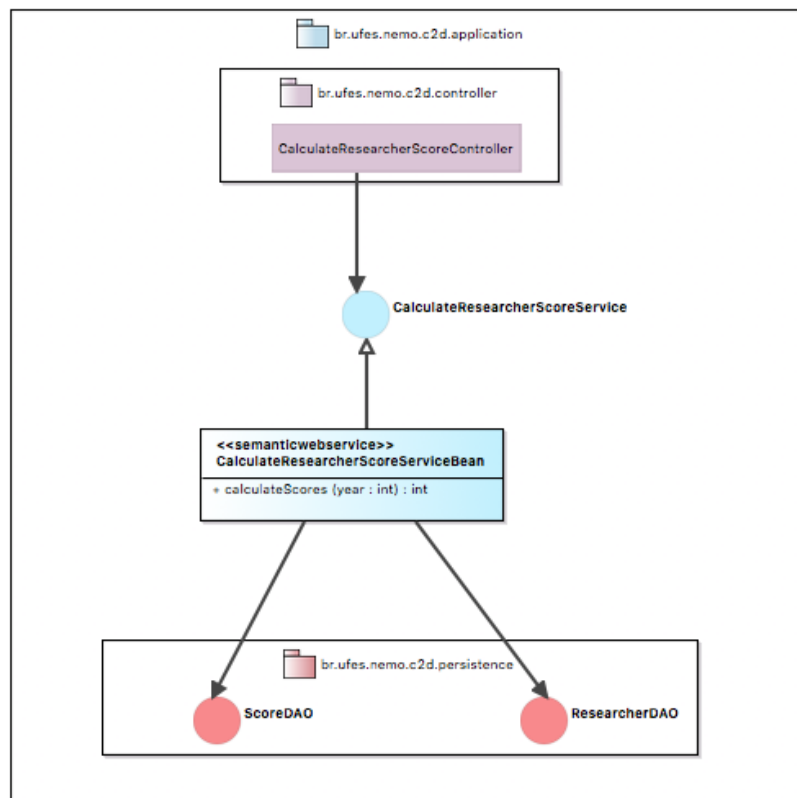 br.ufes.nemo.c2d.application
br.ufes.nemo.c2d.controller
CalculateResearcherScoreController
CalculateResearcherScoreService
<<semanticwebservice>>
CalculateResearcherScoreServiceBean
+ calculateScores (year : int) : int
br.ufes.nemo.c2d.persistence
ScoreDAO
ResearcherDAO